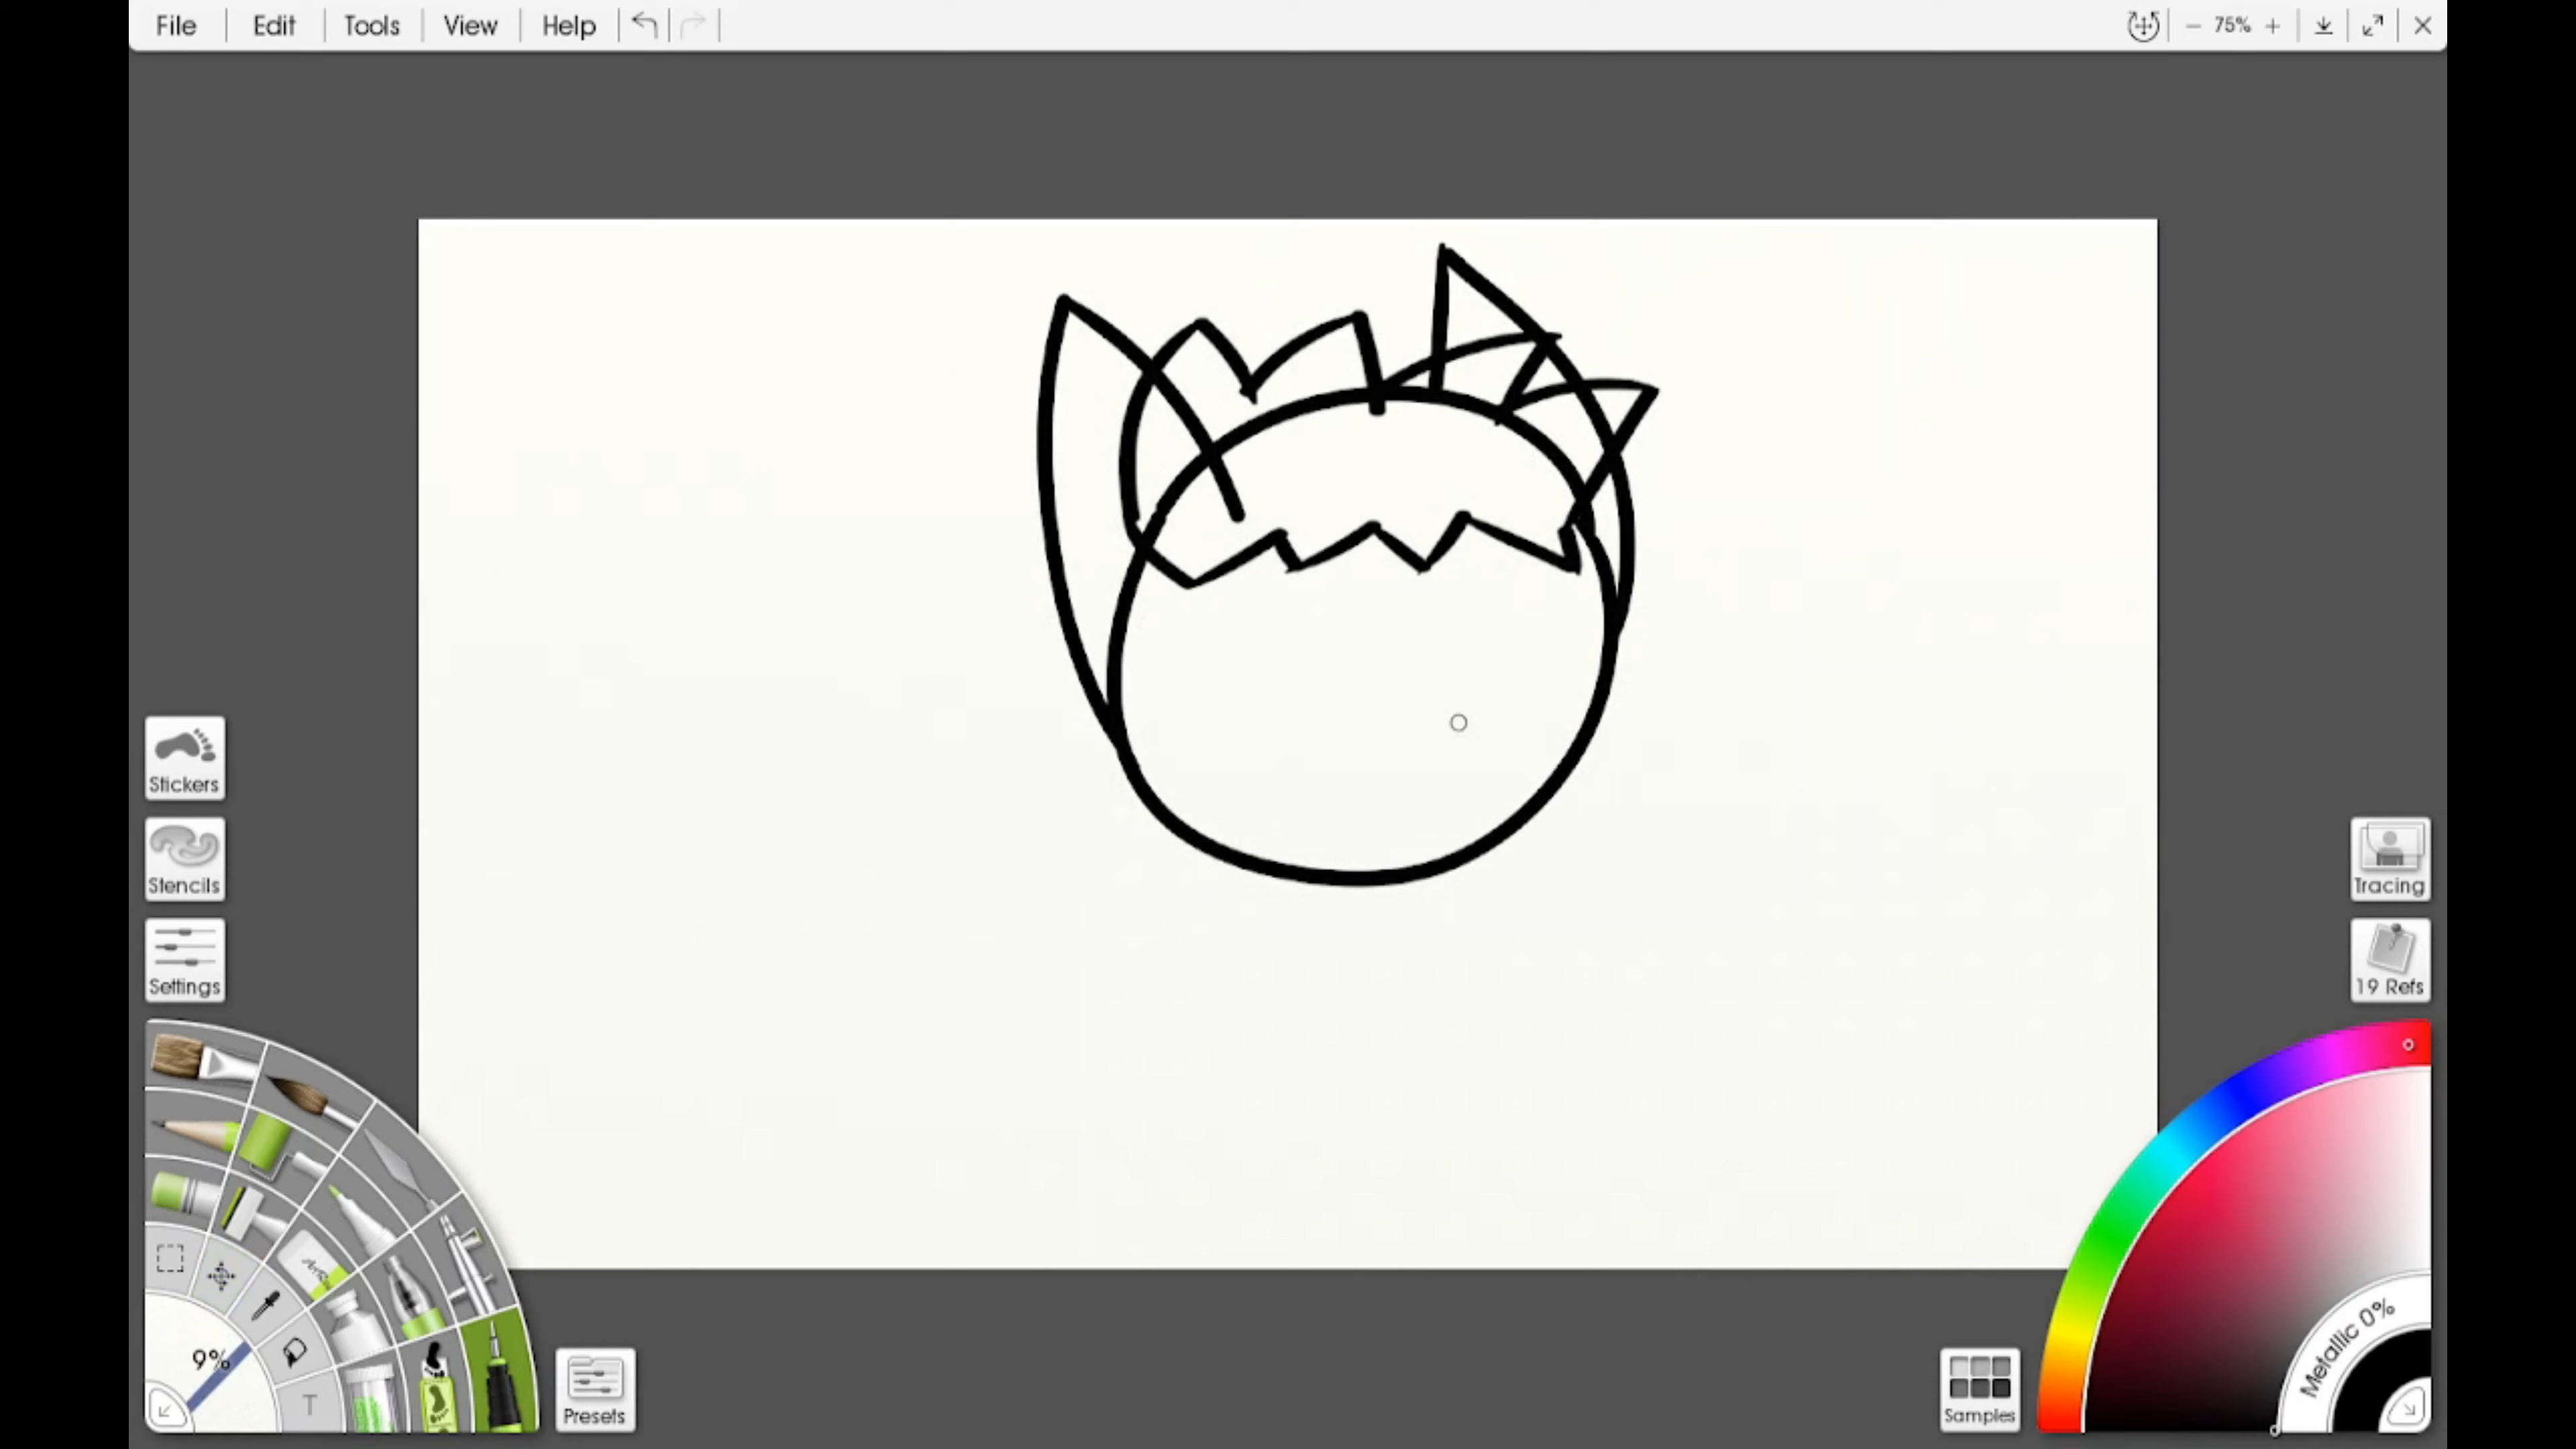 File
Edit
Tools
View
Help
75%
Stickers
Stencils
Settings
Tracing
19 Refs
9%
T
Presets
Samples
Metallic 0%